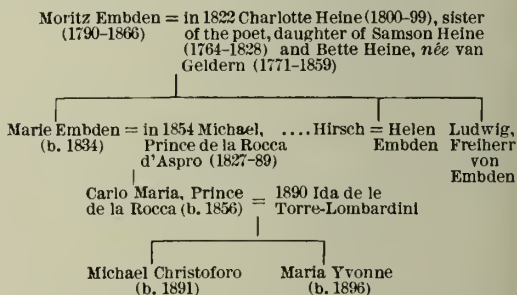 Moritz Embden = in 1822 Charlotte Heine (1800-99), sister
(1790-1866) of the poet, daughter of Samson Heine
(1764-1828) and Bette Heine, née van
Geldern (1771-1859)
Marie Embden = in 1854 Michael, .... Hirsch = Helen Ludwig,
(b. 1834) Prince de la Rocca Embden Freiherr
d'Aspro (1827-89) von
Embden
Carlo Maria, Prince = 1890 Ida de le
de la Rocca (b. 1856) Torre-Lombardini
Michael Christoforo Maria Yvonne
(b. 1891) (b. 1896)